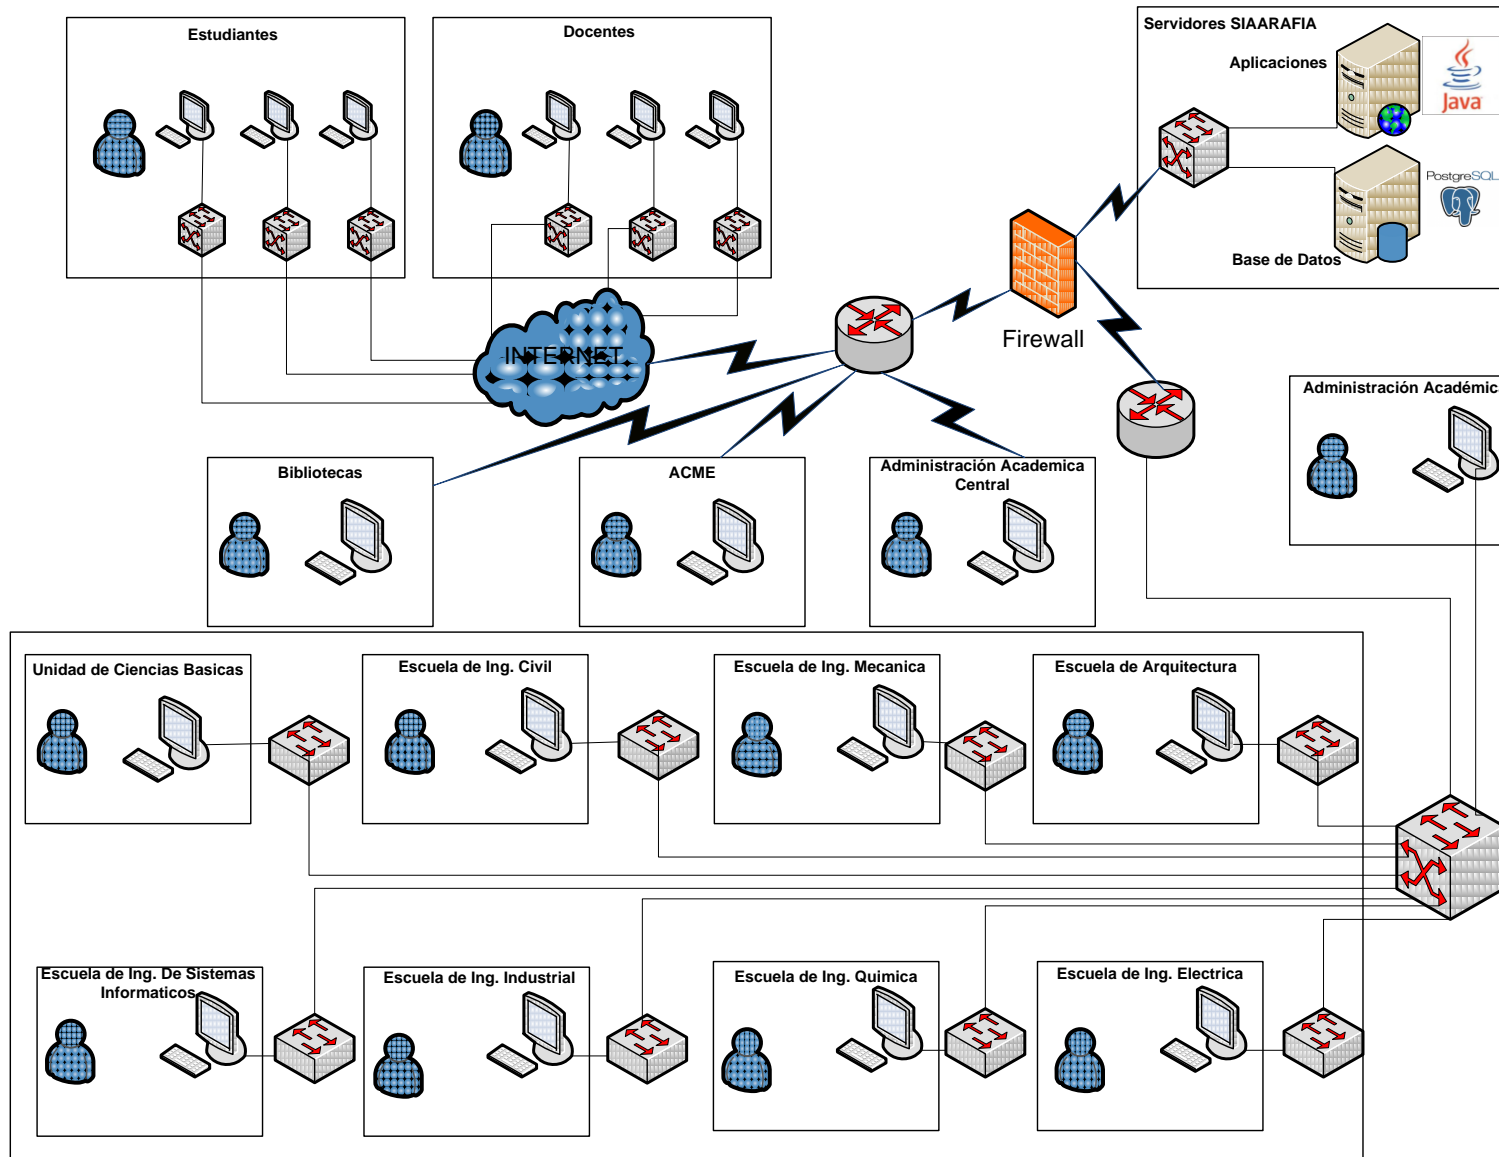 Estudiantes
Docentes
Servidores SIAARAFIA
Aplicaciones
Java
PostgreSQL
Base de Datos
INTERNET
Firewall
Administración Académica
Bibliotecas
ACME
Administración Academica
Central
Unidad de Ciencias Basicas
Escuela de Ing. Civil
Escuela de Ing. Mecanica
Escuela de Arquitectura
Escuela de Ing. De Sistemas
Informaticos
Escuela de Ing. Industrial
Escuela de Ing. Quimica
Escuela de Ing. Electrica